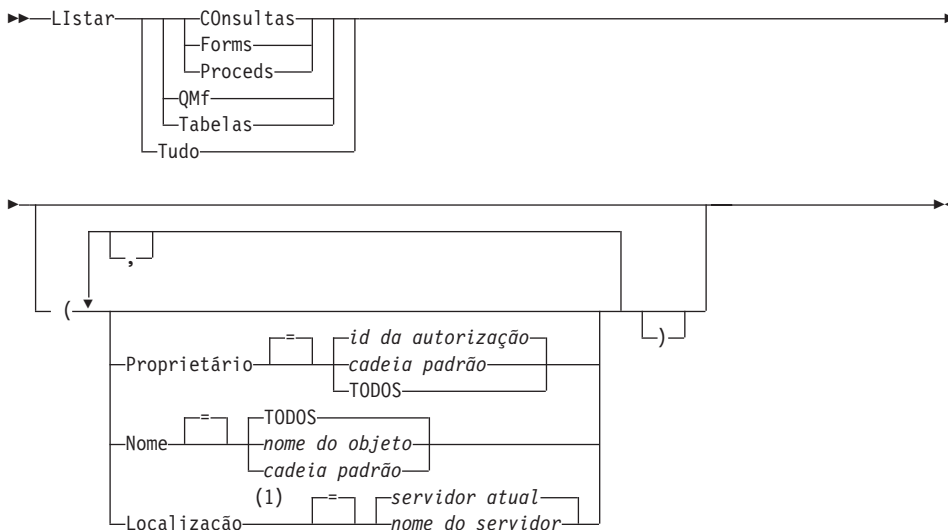 LIstar COnsultas
Forms
Proceds
QMf
Tabelas
Tudo
,
( )
Proprietário = id da autorização
cadeia padrão
TODOS
Nome = TODOS
nome do objeto
cadeia padrão
(1)
Localização = servidor atual
nome do servidor